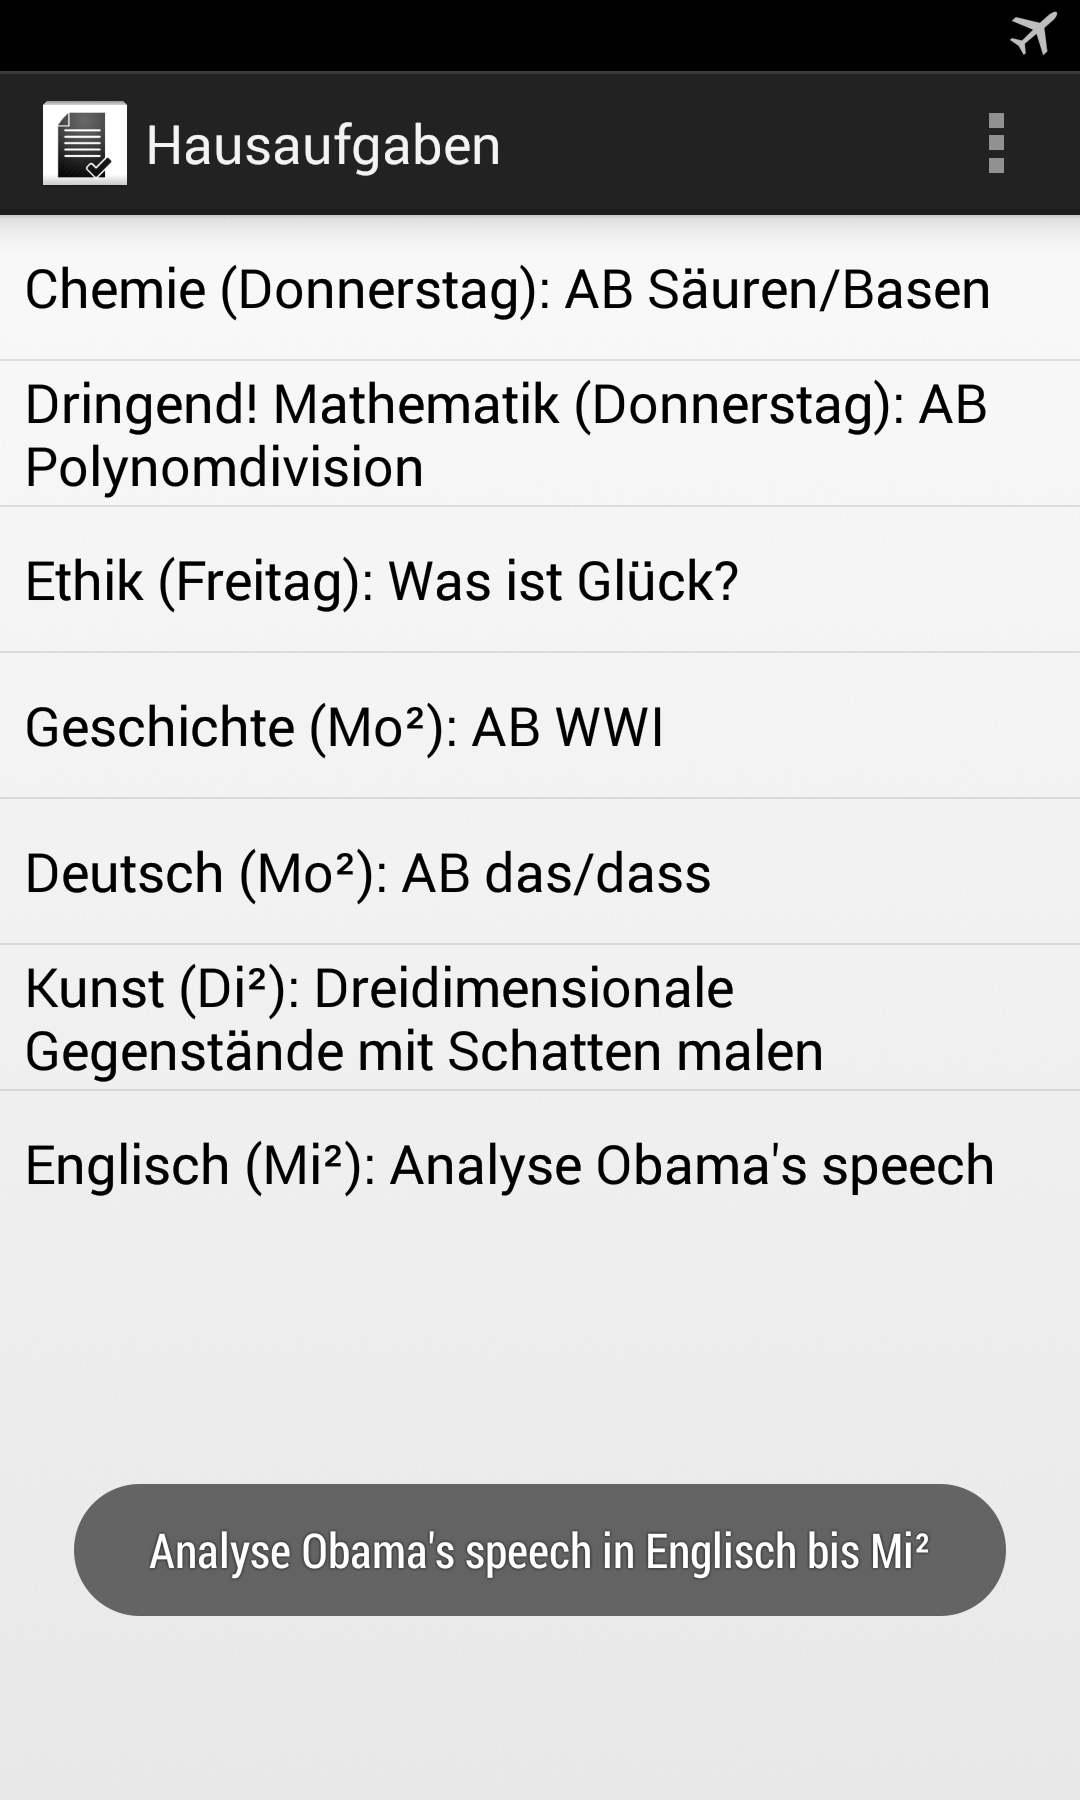 Hausaufgaben
Chemie (Donnerstag): AB Säuren/Basen
Dringend! Mathematik (Donnerstag): AB
Polynomdivision
Ethik (Freitag): Was ist Glück?
Geschichte (Mo²): AB WWI
Deutsch (Mo²): AB das/dass
Kunst (Di²): Dreidimensionale
Gegenstände mit Schatten malen
Englisch (Mi²): Analyse Obama's speech
Analyse Obama's speech in Englisch bis Mi²